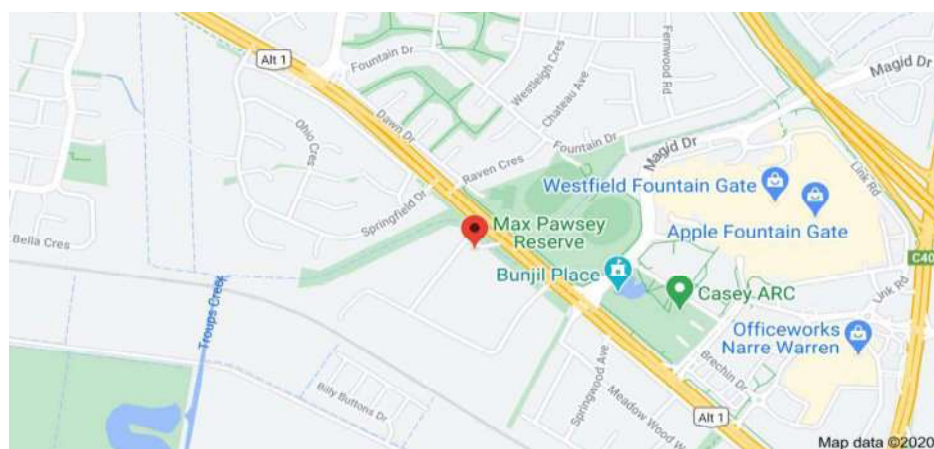 Alt 1
Fountain Dr
Westleigh Cres
Fernwood Rd
Magid Dr
Chateau Ave
Dawn Dr
Ohio Cres
Fountain Dr
Magid Dr
Raven Cres
Link Rd
Westfield Fountain Gate
Springfield Dr
Max Pawsey
Reserve
Apple Fountain Gate
Bella Cres
C40
Bunjil Place
Casey ARC
Link Rd
Troups Creek
Officeworks
Narre Warren
Brechin Dr
Springwood Ave
Billy Buttons Dr
Meadow Wood W
Alt 1
Map data ©2020